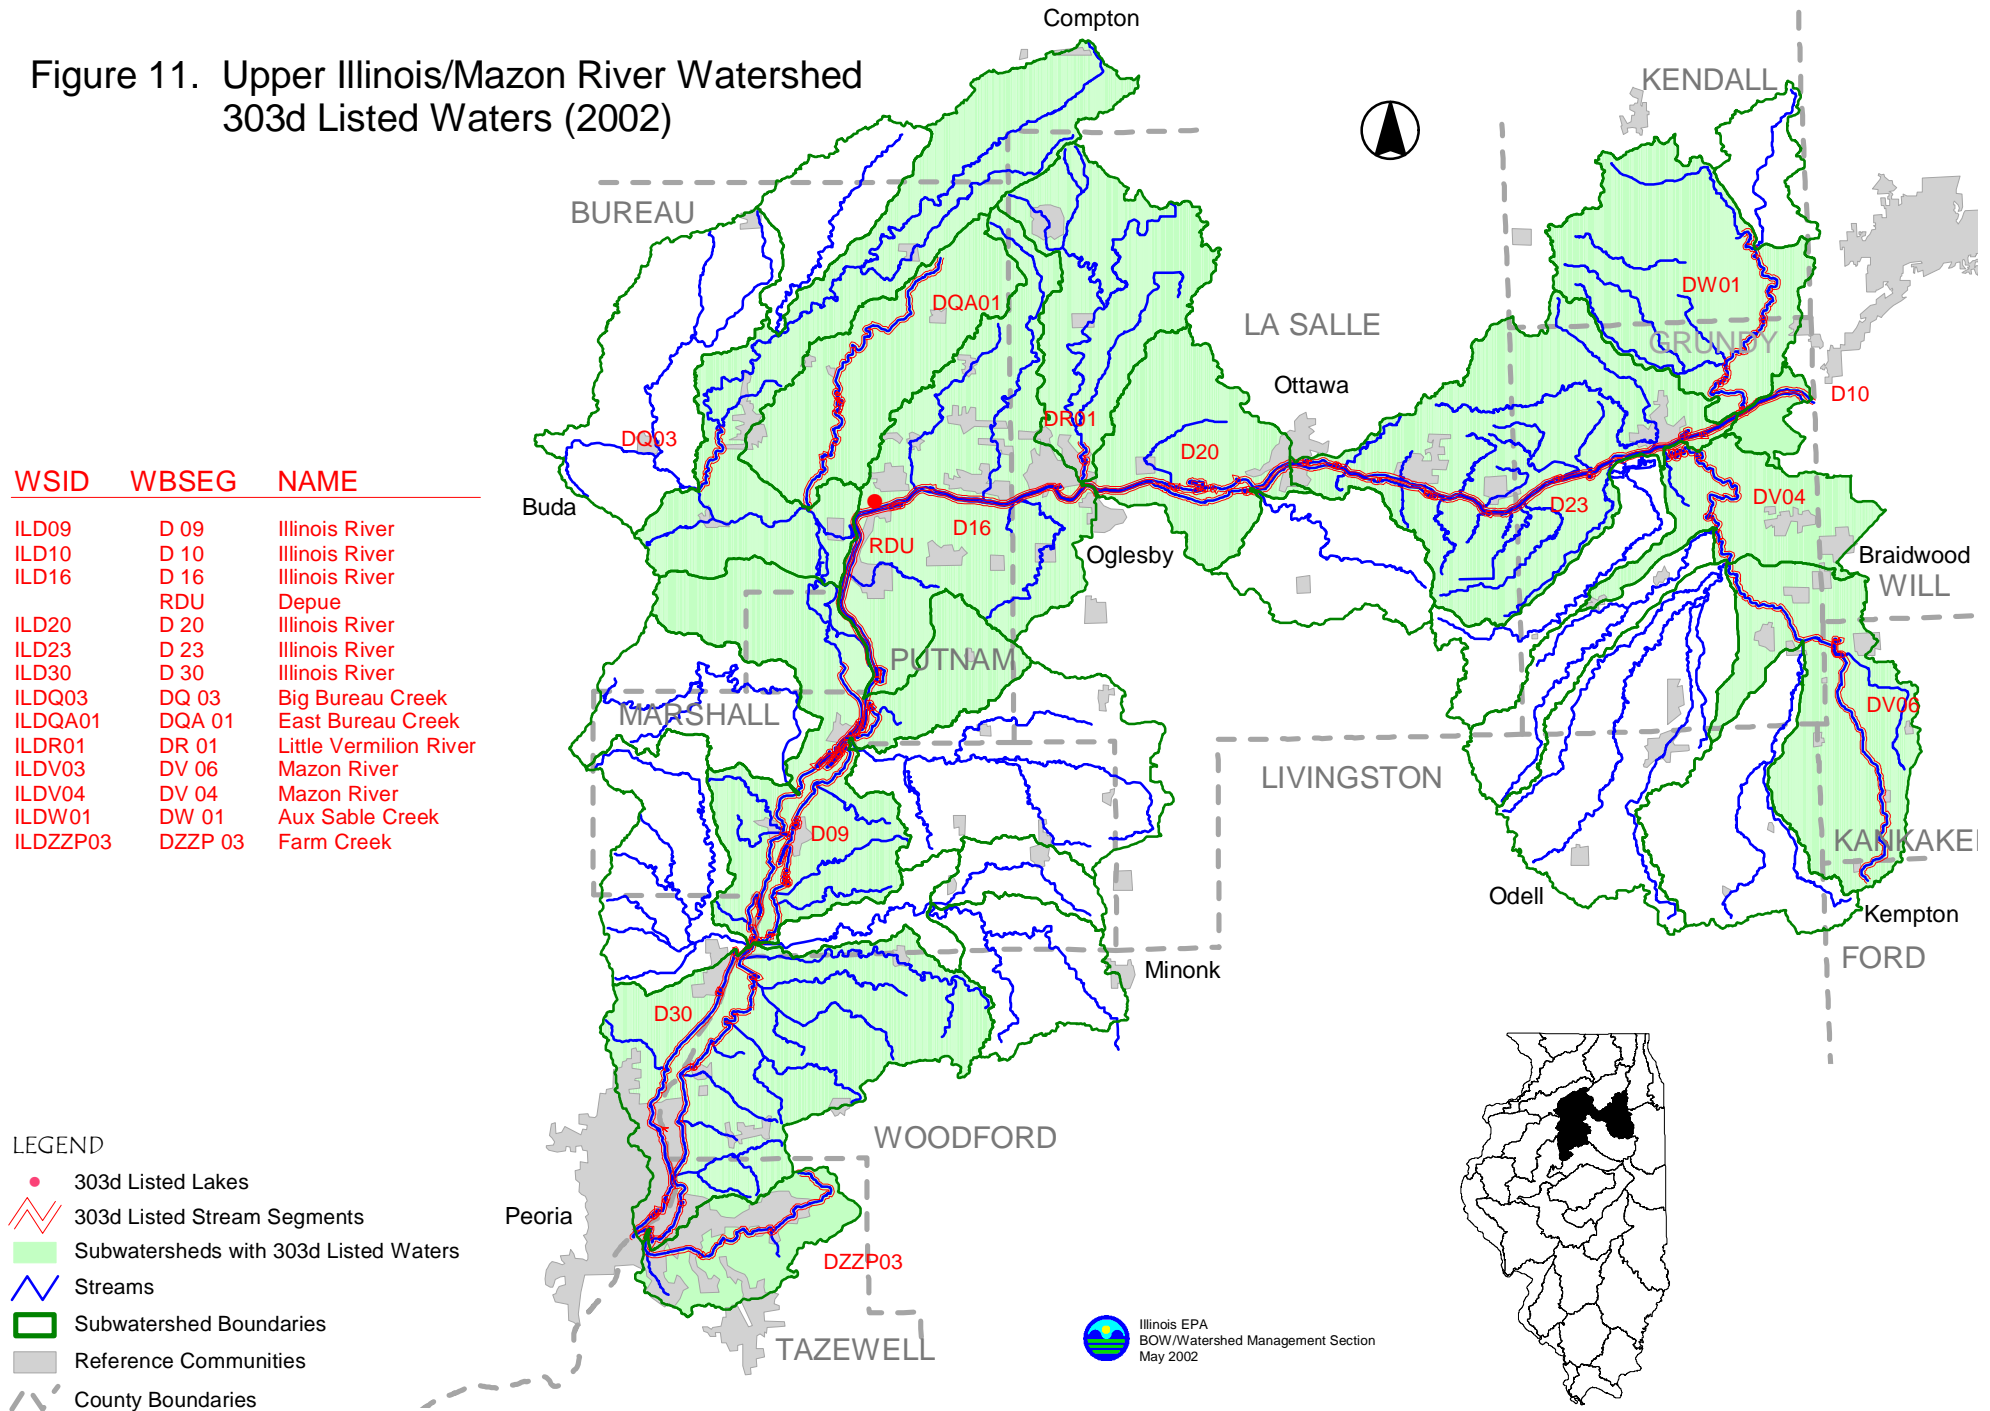 Figure 11. Upper Illinois/Mazon River Watershed
303d Listed Waters (2002)
Compton
KENDALL
BUREAU
DQA01
DW01
LA SALLE
GRUNDY
Ottawa
D10
DQ03
DR01
D20
WSID WBSEG NAME
ILD09 D 09 Illinois River
ILD10 D 10 Illinois River
ILD16 D 16 Illinois River
RDU Depue
ILD20 D 20 Illinois River
ILD23 D 23 Illinois River
ILD30 D 30 Illinois River
ILDQ03 DQ 03 Big Bureau Creek
ILDQA01 DQA 01 East Bureau Creek
ILDR01 DR 01 Little Vermilion River
ILDV03 DV 06 Mazon River
ILDV04 DV 04 Mazon River
ILDW01 DW 01 Aux Sable Creek
ILDZZP03 DZZP 03 Farm Creek
Buda
D16
D23
DV04
RDU
Oglesby
Braidwood
WILL
PUTNAM
MARSHALL
DV06
LIVINGSTON
D09
KANKAKEE
Odell
Kempton
FORD
Minonk
D30
WOODFORD
Peoria
DZZP03
TAZEWELL
LEGEND
303d Listed Lakes
303d Listed Stream Segments
Subwatersheds with 303d Listed Waters
Streams
Subwatershed Boundaries
Reference Communities
County Boundaries
Illinois EPA
BOW/Watershed Management Section
May 2002